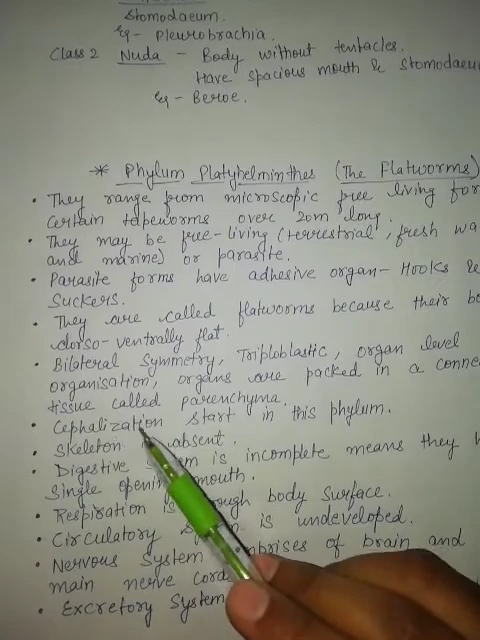 Stomodaeum.
eg - Pleurobrachia.
Class 2 Nuda - Body without tentacles.
Have spacious mouth & Stomodaeu
eg - Beroe.
* Phylum Platyhelminthes (The Flatworms)
• They range from microscopic free living for
certain tapeworms over 20m long.
• They may be free-living (terrestrial, fresh wa
and marine) or parasite.
• Parasite forms have adhesive organ - Hooks &
Suckers.
• They are called flatworms because their bo
dorso-ventrally flat.
• Bilateral Symmetry, Triploblastic, organ level
organisation, organs are packed in a conne
tissue called parenchyma.
• Cephalization start in this phylum.
• Skeleton absent.
• Digestive is incomplete means they h
Single opening mouth.
• Respiration is body surface.
• Circulatory is undeveloped.
• Nervous System of brain and
main nerve cord
• Excretory System